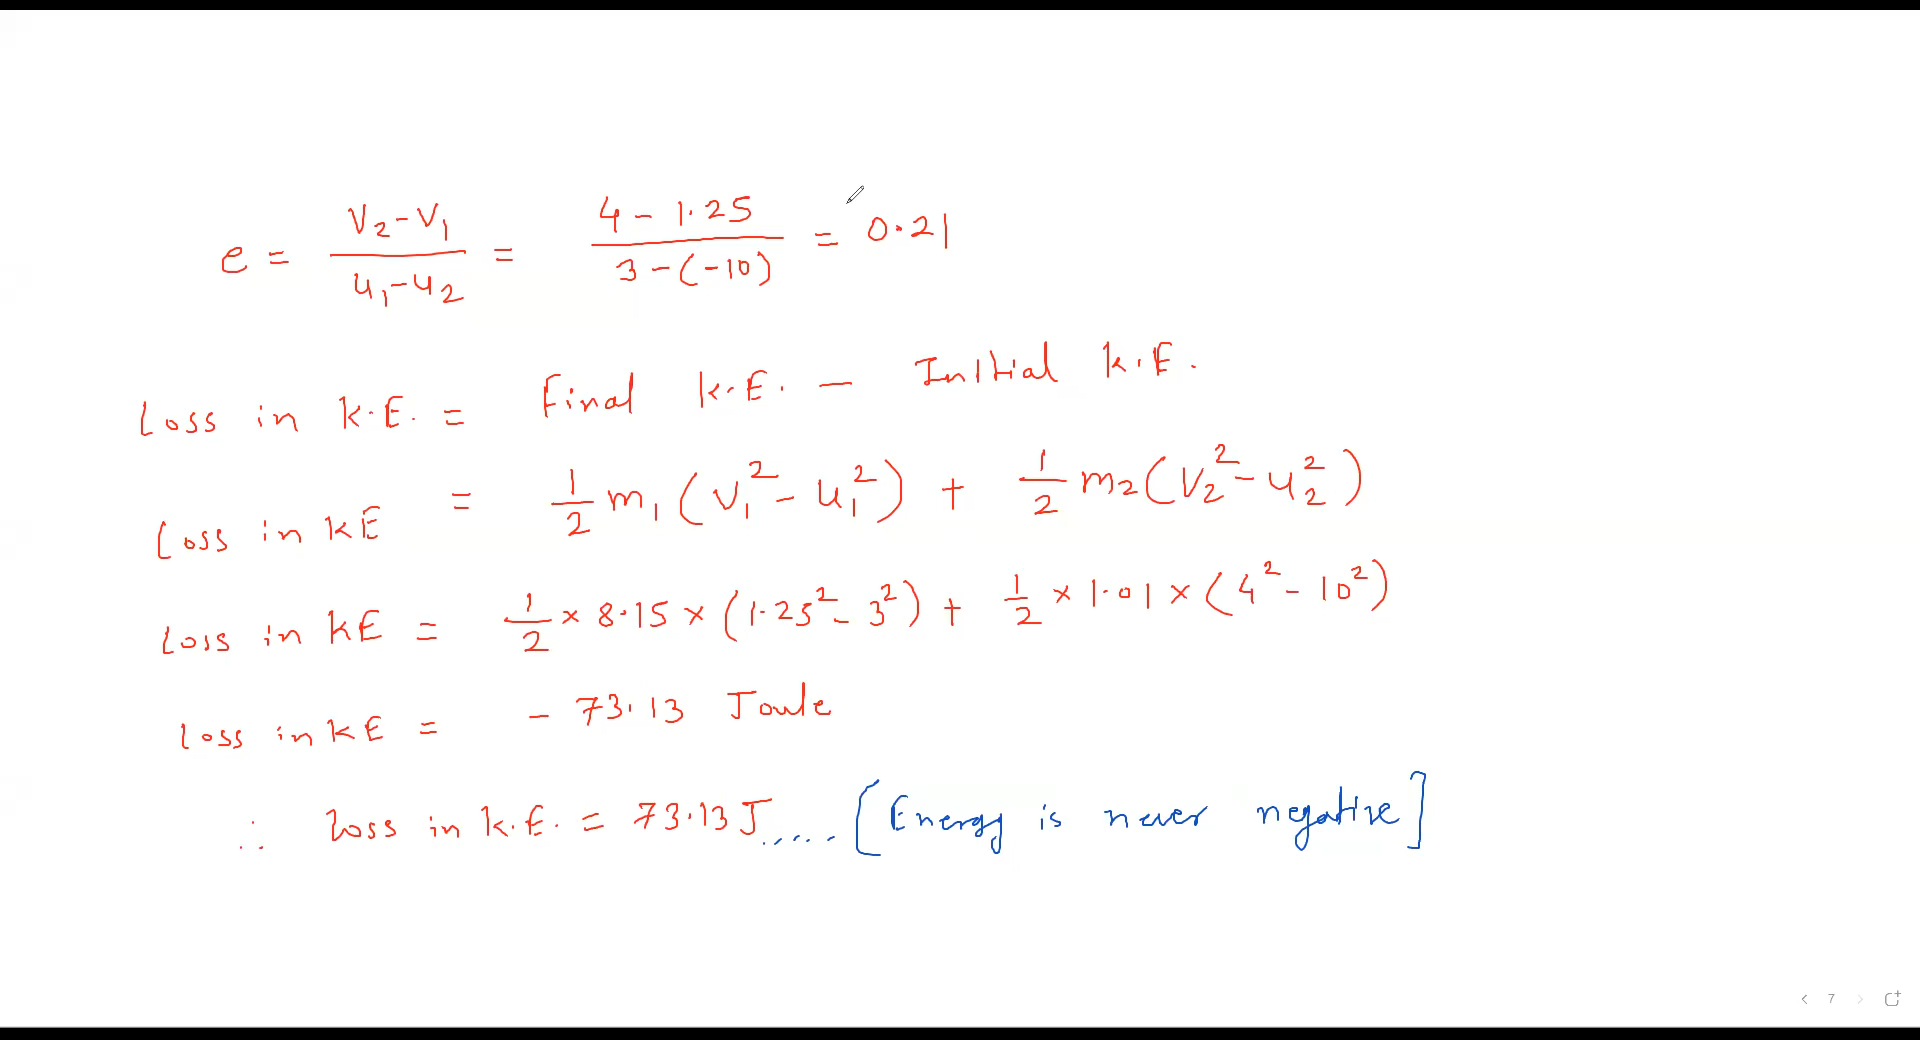 e = V₂-V₁ / u₁-u₂ = 4 - 1.25 / 3-(-10) = 0.21
Loss in K.E. = Final K.E. - Initial K.E.
Loss in KE = 1/2 m₁ (V₁² - u₁²) + 1/2 m₂ (V₂² - u₂²)
Loss in KE = 1/2 × 8.15 × (1.25² - 3²) + 1/2 × 1.01 × (4² - 10²)
Loss in KE = - 73.13 Joule
∴ Loss in K.E. = 73.13 J ..... [Energy is never negative]
7